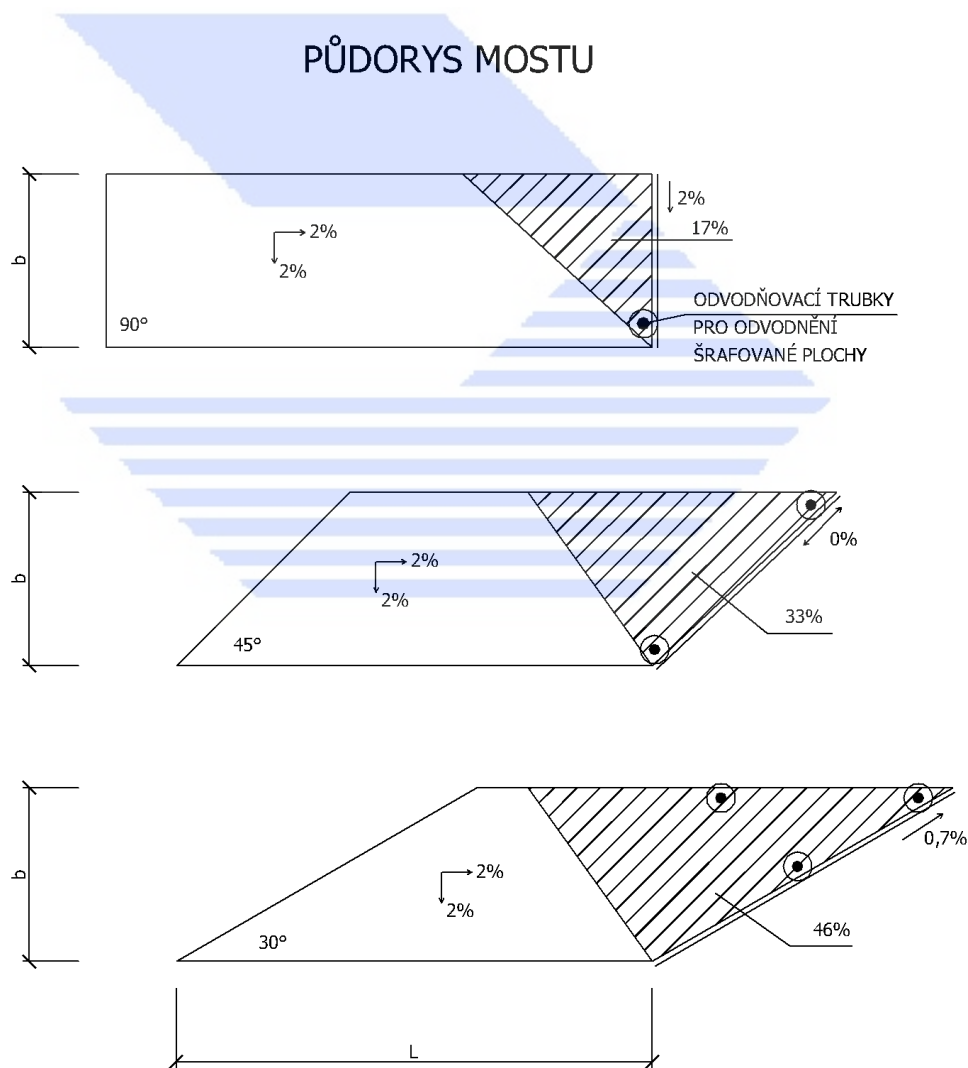 PŮDORYS MOSTU
b
2%
2%
90°
2%
17%
ODVODŇOVACÍ TRUBKY
PRO ODVODNĚNÍ
ŠRAFOVANÉ PLOCHY
b
2%
2%
45°
0%
33%
b
2%
2%
30°
0,7%
46%
L